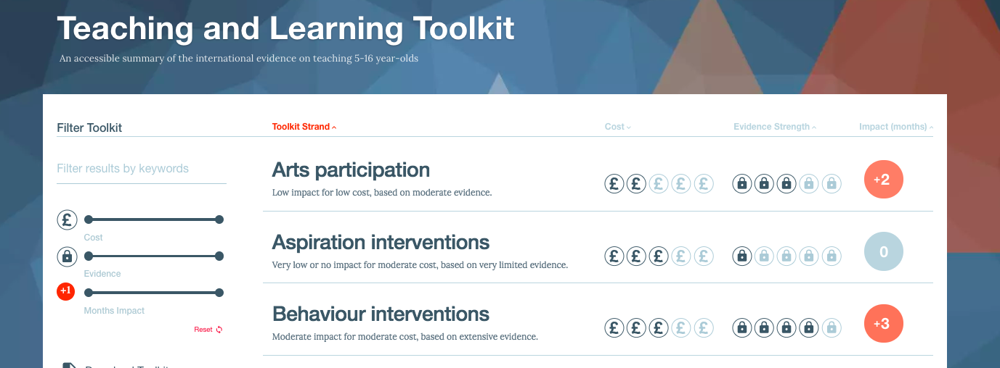 Teaching and Learning Toolkit
An accessible summary of the international evidence on teaching 5-16 year-olds
Filter Toolkit
Toolkit Strand
Cost
Evidence Strength
Impact (months)
Filter results by keywords
£
Cost
Evidence
+1
Months Impact
Reset
Arts participation
Low impact for low cost, based on moderate evidence.
£ £ £ £ £
+2
Aspiration interventions
Very low or no impact for moderate cost, based on very limited evidence.
£ £ £ £ £
0
Behaviour interventions
Moderate impact for moderate cost, based on extensive evidence.
£ £ £ £ £
+3